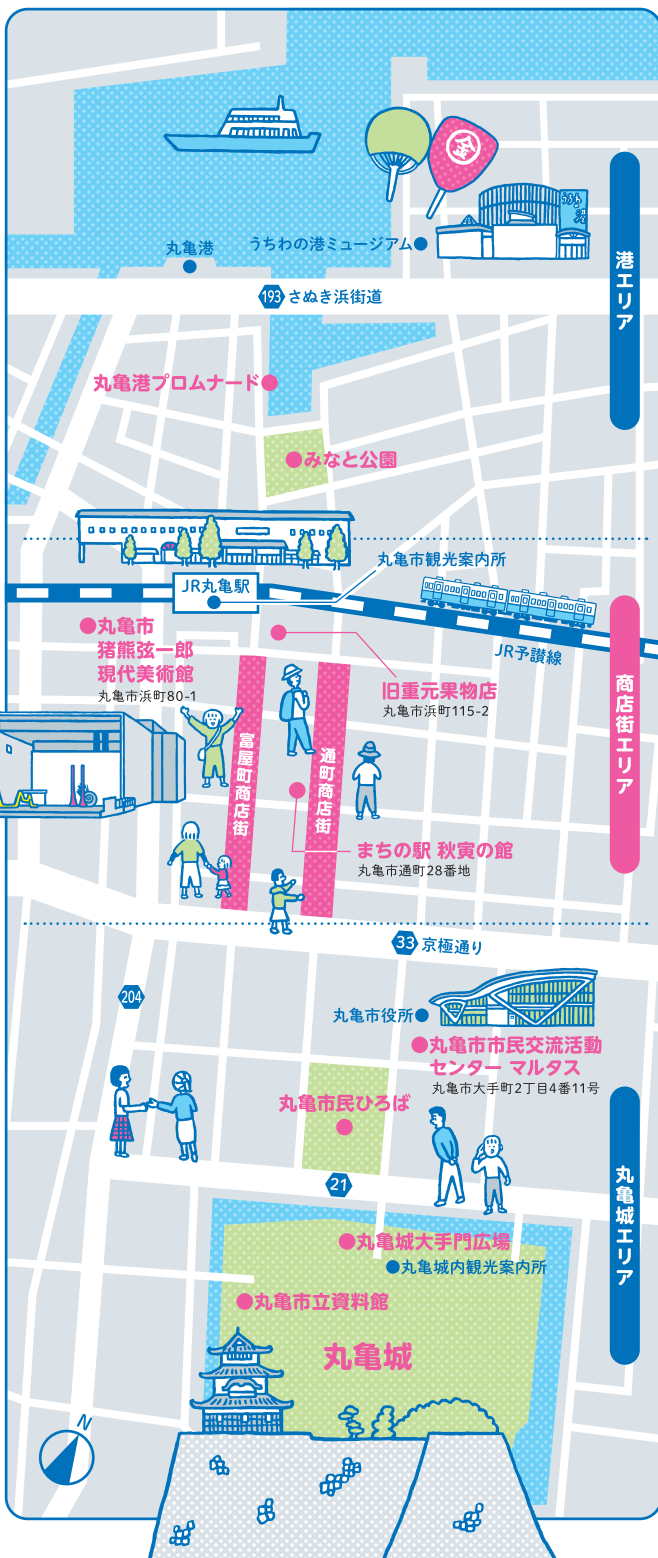 金
うちわの港
丸亀港
うちわの港ミュージアム
193 さぬき浜街道
港エリア
丸亀港プロムナード
みなと公園
丸亀市観光案内所
JR丸亀駅
JR予讃線
丸亀市
猪熊弦一郎
現代美術館
丸亀市浜町80-1
旧重元果物店
丸亀市浜町115-2
商店街エリア
富屋町商店街
通町商店街
まちの駅 秋寅の館
丸亀市通町28番地
33 京極通り
204
丸亀市役所
丸亀市市民交流活動
センター マルタス
丸亀市大手町2丁目4番11号
丸亀市民ひろば
21
丸亀城エリア
丸亀城大手門広場
丸亀城内観光案内所
丸亀市立資料館
丸亀城
N